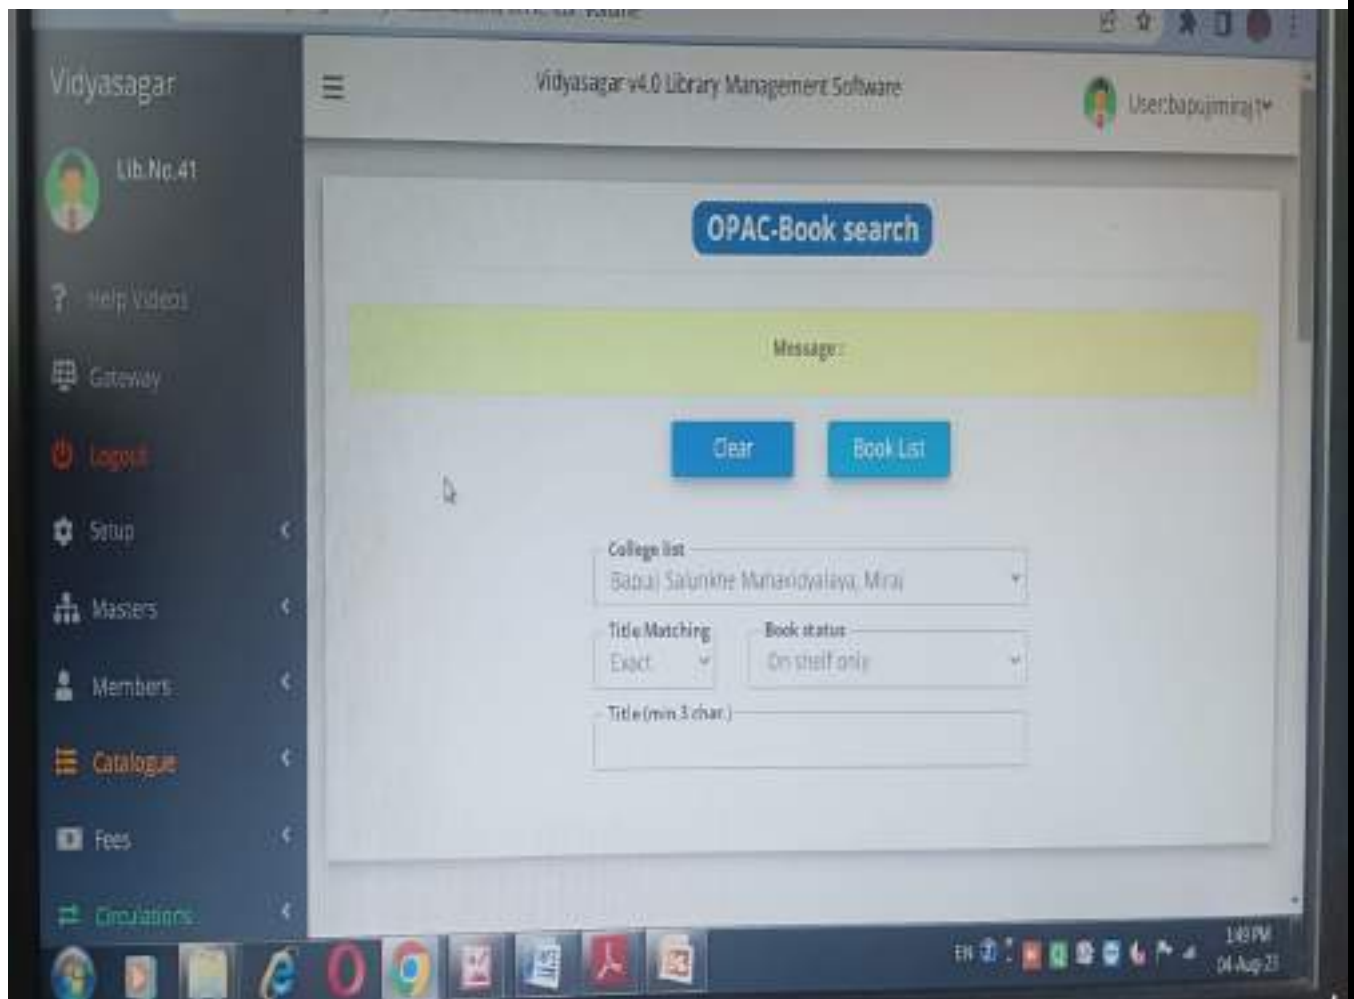 Vidyasagar
Vidyasagar v4.0 Library Management Software
User:bapujimiraj1
Lib.No.41
OPAC-Book search
? Help Videos
Message :
Gateway
Clear
Book List
Logout
Setup
College list
Bapuji Salunkhe Mahavidyalaya, Miraj
Masters
Title Matching
Book status
Exact
On shelf only
Members
Title (min 3 char.)
Catalogue
Fees
Circulations
EN
1:49 PM
04-Aug-23